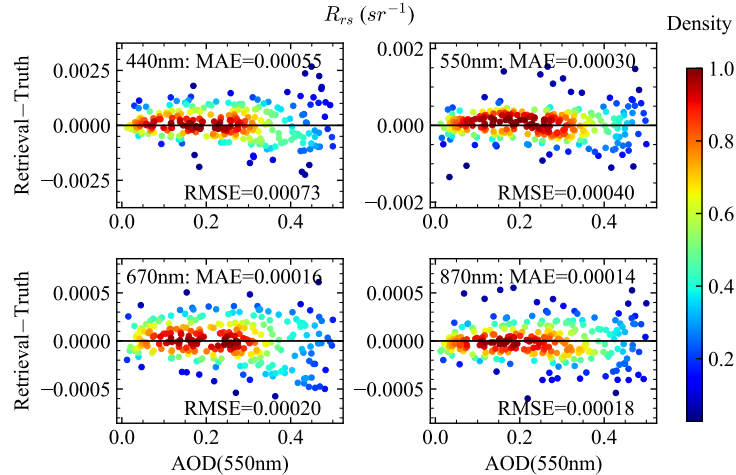 R_rs (sr⁻¹)
Density
440nm: MAE=0.00055
RMSE=0.00073
Retrieval−Truth
0.0025
0.0000
−0.0025
0.0 0.2 0.4
550nm: MAE=0.00030
RMSE=0.00040
0.002
0.000
−0.002
0.0 0.2 0.4
670nm: MAE=0.00016
RMSE=0.00020
Retrieval−Truth
0.0005
0.0000
−0.0005
0.0 0.2 0.4
AOD(550nm)
870nm: MAE=0.00014
RMSE=0.00018
0.0005
0.0000
−0.0005
0.0 0.2 0.4
AOD(550nm)
1.0
0.8
0.6
0.4
0.2